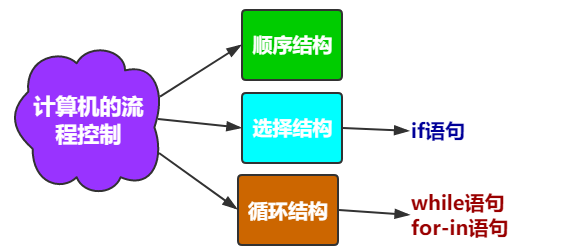 计算机的流
程控制
顺序结构
选择结构
if语句
循环结构
while语句
for-in语句